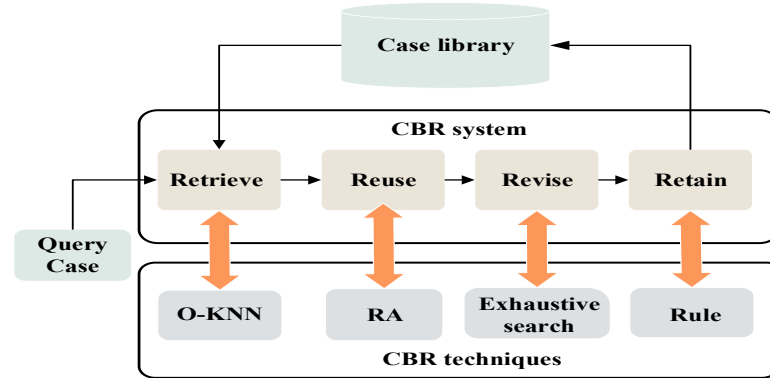 Case library
CBR system
Retrieve
Reuse
Revise
Retain
Query
Case
O-KNN
RA
Exhaustive
search
Rule
CBR techniques